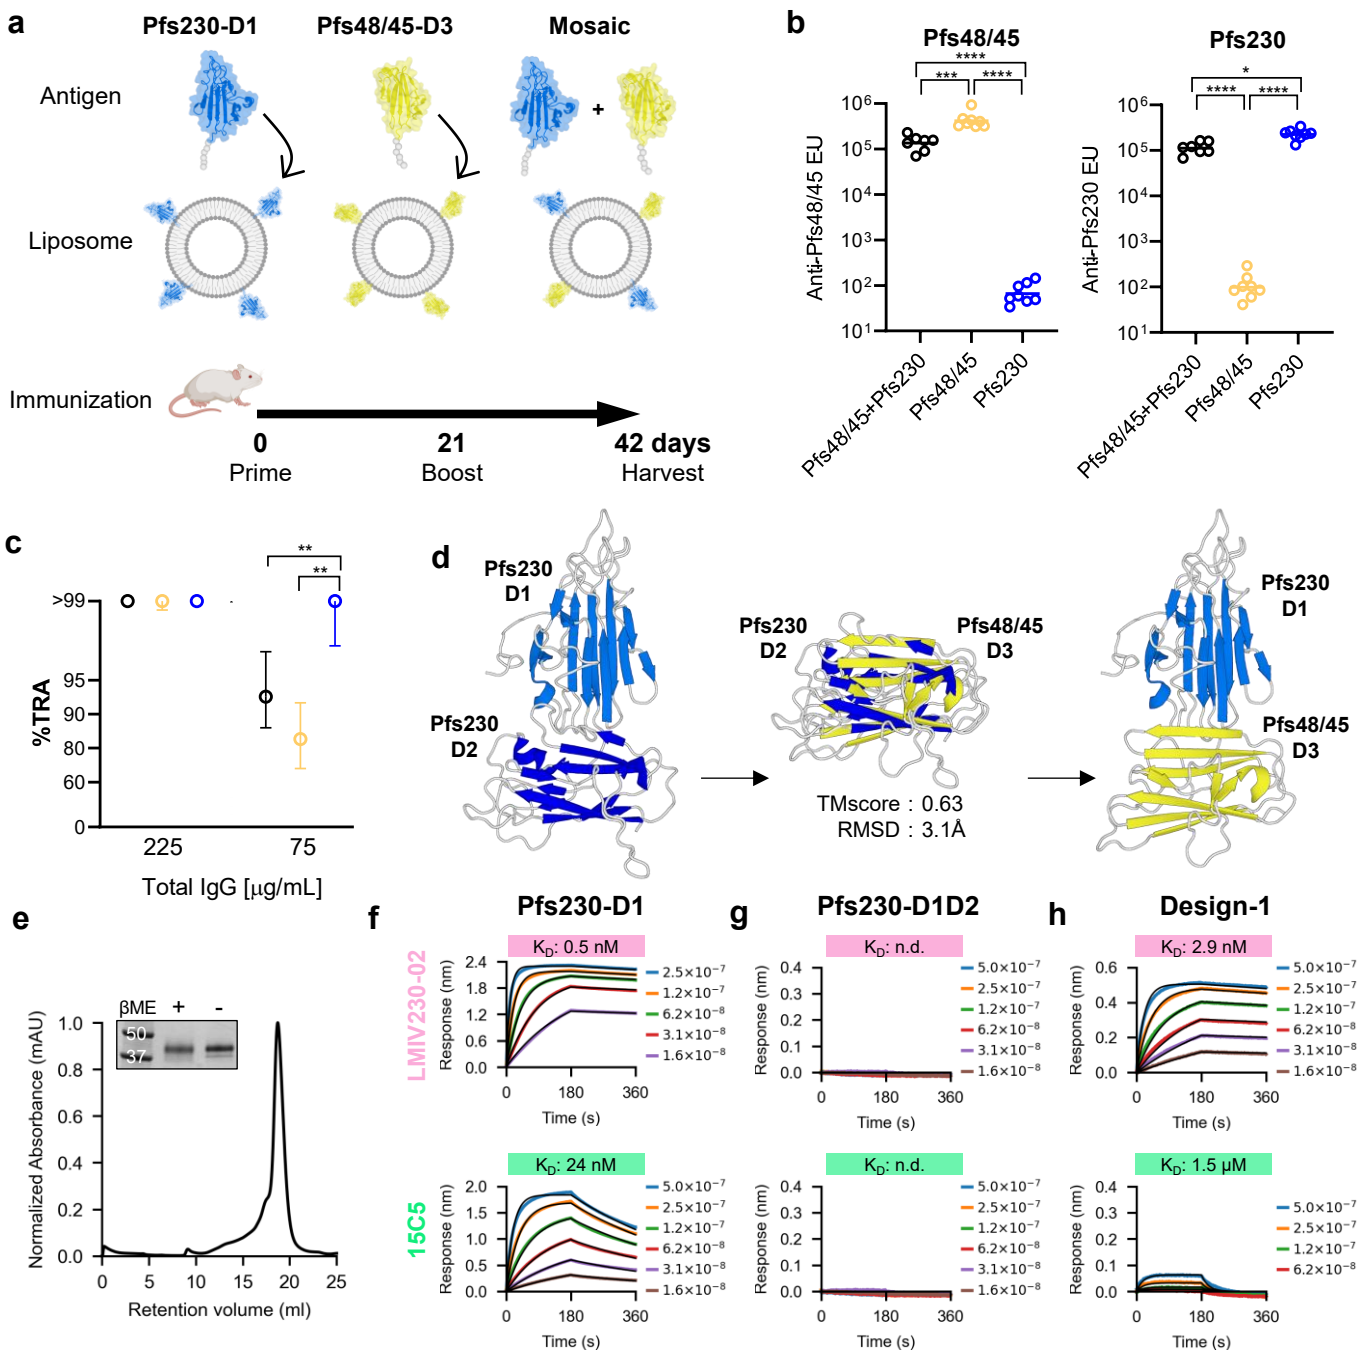 a
Pfs230-D1
Pfs48/45-D3
Mosaic
Antigen
+
Liposome
Immunization
0
21
42 days
Prime
Boost
Harvest
b
Pfs48/45
****
***
****
Anti-Pfs48/45 EU
10⁶
10⁵
10⁴
10³
10²
10¹
Pfs48/45+Pfs230
Pfs48/45
Pfs230
Pfs230
*
****
****
Anti-Pfs230 EU
10⁶
10⁵
10⁴
10³
10²
10¹
Pfs48/45+Pfs230
Pfs48/45
Pfs230
c
**
**
%TRA
>99
95
90
80
60
0
225
75
Total IgG [µg/mL]
d
Pfs230
D1
Pfs230
D2
Pfs230
D2
Pfs48/45
D3
TMscore : 0.63
RMSD : 3.1Å
Pfs230
D1
Pfs48/45
D3
e
βME
+
-
50
37
Normalized Absorbance (mAU)
1.0
0.8
0.6
0.4
0.2
0.0
0
5
10
15
20
25
Retention volume (ml)
f
Pfs230-D1
LMIV230-02
K_D: 0.5 nM
Response (nm)
2.4
1.8
1.2
0.6
0.0
0
180
360
Time (s)
2.5×10⁻⁷
1.2×10⁻⁷
6.2×10⁻⁸
3.1×10⁻⁸
1.6×10⁻⁸
15C5
K_D: 24 nM
Response (nm)
2.0
1.5
1.0
0.5
0.0
0
180
360
Time (s)
5.0×10⁻⁷
2.5×10⁻⁷
1.2×10⁻⁷
6.2×10⁻⁸
3.1×10⁻⁸
1.6×10⁻⁸
g
Pfs230-D1D2
K_D: n.d.
Response (nm)
0.4
0.3
0.2
0.1
0.0
0
180
360
Time (s)
5.0×10⁻⁷
2.5×10⁻⁷
1.2×10⁻⁷
6.2×10⁻⁸
3.1×10⁻⁸
1.6×10⁻⁸
K_D: n.d.
Response (nm)
0.4
0.3
0.2
0.1
0.0
0
180
360
Time (s)
5.0×10⁻⁷
2.5×10⁻⁷
1.2×10⁻⁷
6.2×10⁻⁸
3.1×10⁻⁸
1.6×10⁻⁸
h
Design-1
K_D: 2.9 nM
Response (nm)
0.6
0.4
0.2
0.0
0
180
360
Time (s)
5.0×10⁻⁷
2.5×10⁻⁷
1.2×10⁻⁷
6.2×10⁻⁸
3.1×10⁻⁸
1.6×10⁻⁸
K_D: 1.5 µM
Response (nm)
0.4
0.3
0.2
0.1
0.0
0
180
360
Time (s)
5.0×10⁻⁷
2.5×10⁻⁷
1.2×10⁻⁷
6.2×10⁻⁸